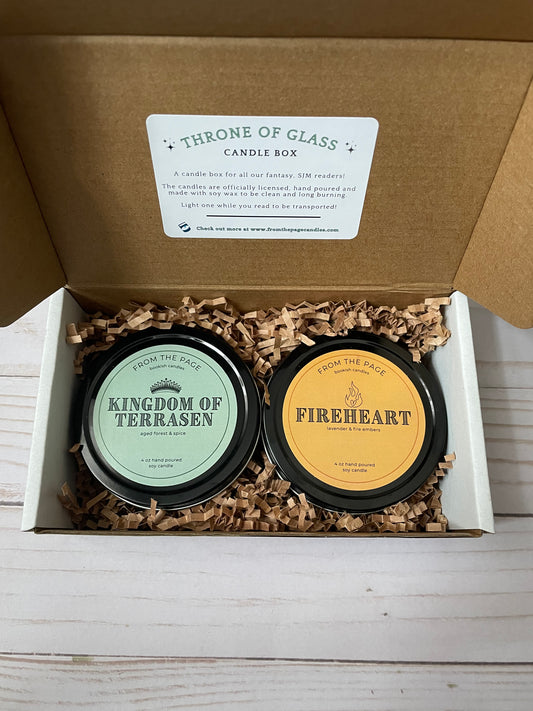 THRONE OF GLASS
CANDLE BOX
A candle box for all our fantasy, SJM readers!
The candles are officially licensed, hand poured and
made with soy wax to be clean and long burning.
Light one while you read to be transported!
Check out more at www.fromthepagecandles.com
FROM THE PAGE
bookish candles
KINGDOM OF
TERRASEN
aged forest & spice
4 oz hand poured
soy candle
FROM THE PAGE
bookish candles
FIREHEART
lavender & fire embers
4 oz hand poured
soy candle